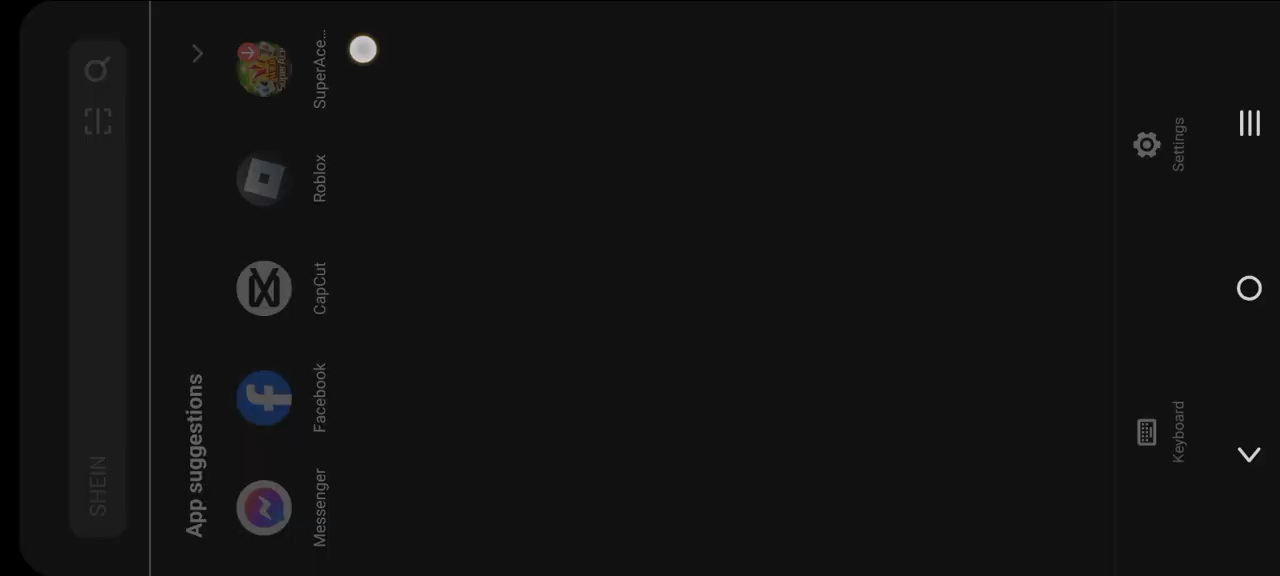 SHEIN
App suggestions
Messenger
Facebook
CapCut
Roblox
SuperAce...
Keyboard
Settings